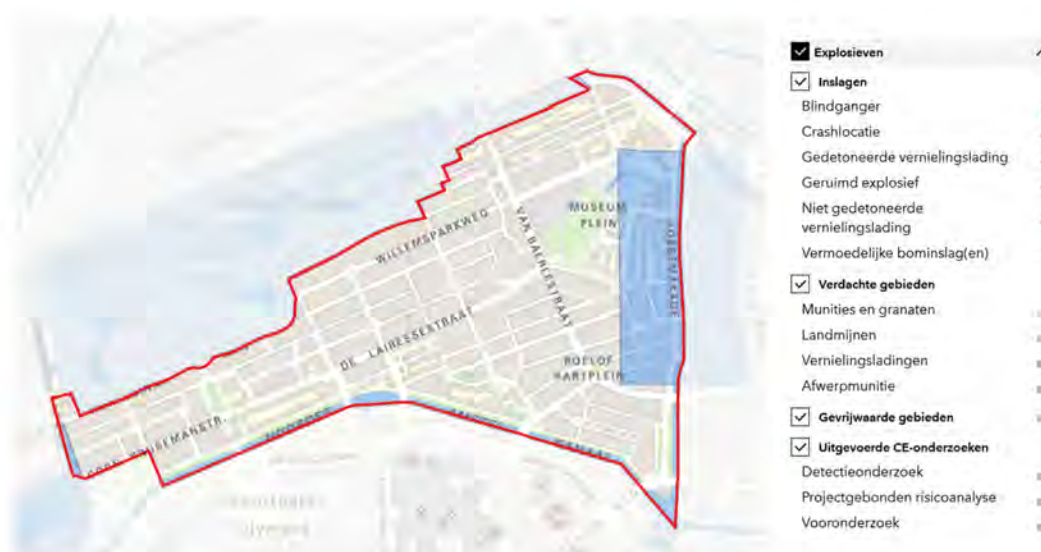 MUSEUM
PLEIN
WILLEMSPARKWEG
VAN BAERLESTRAAT
DE LAIRESSESTRAAT
ROELOF
HARTPLEIN
Explosieven
Inslagen
Blindganger
Crashlocatie
Gedetoneerde vernielingslading
Geruimd explosief
Niet gedetoneerde
vernielingslading
Vermoedelijke bominslag(en)
Verdachte gebieden
Munities en granaten
Landmijnen
Vernielingsladingen
Afwerpmunitie
Gevrijwaarde gebieden
Uitgevoerde CE-onderzoeken
Detectieonderzoek
Projectgebonden risicoanalyse
Vooronderzoek